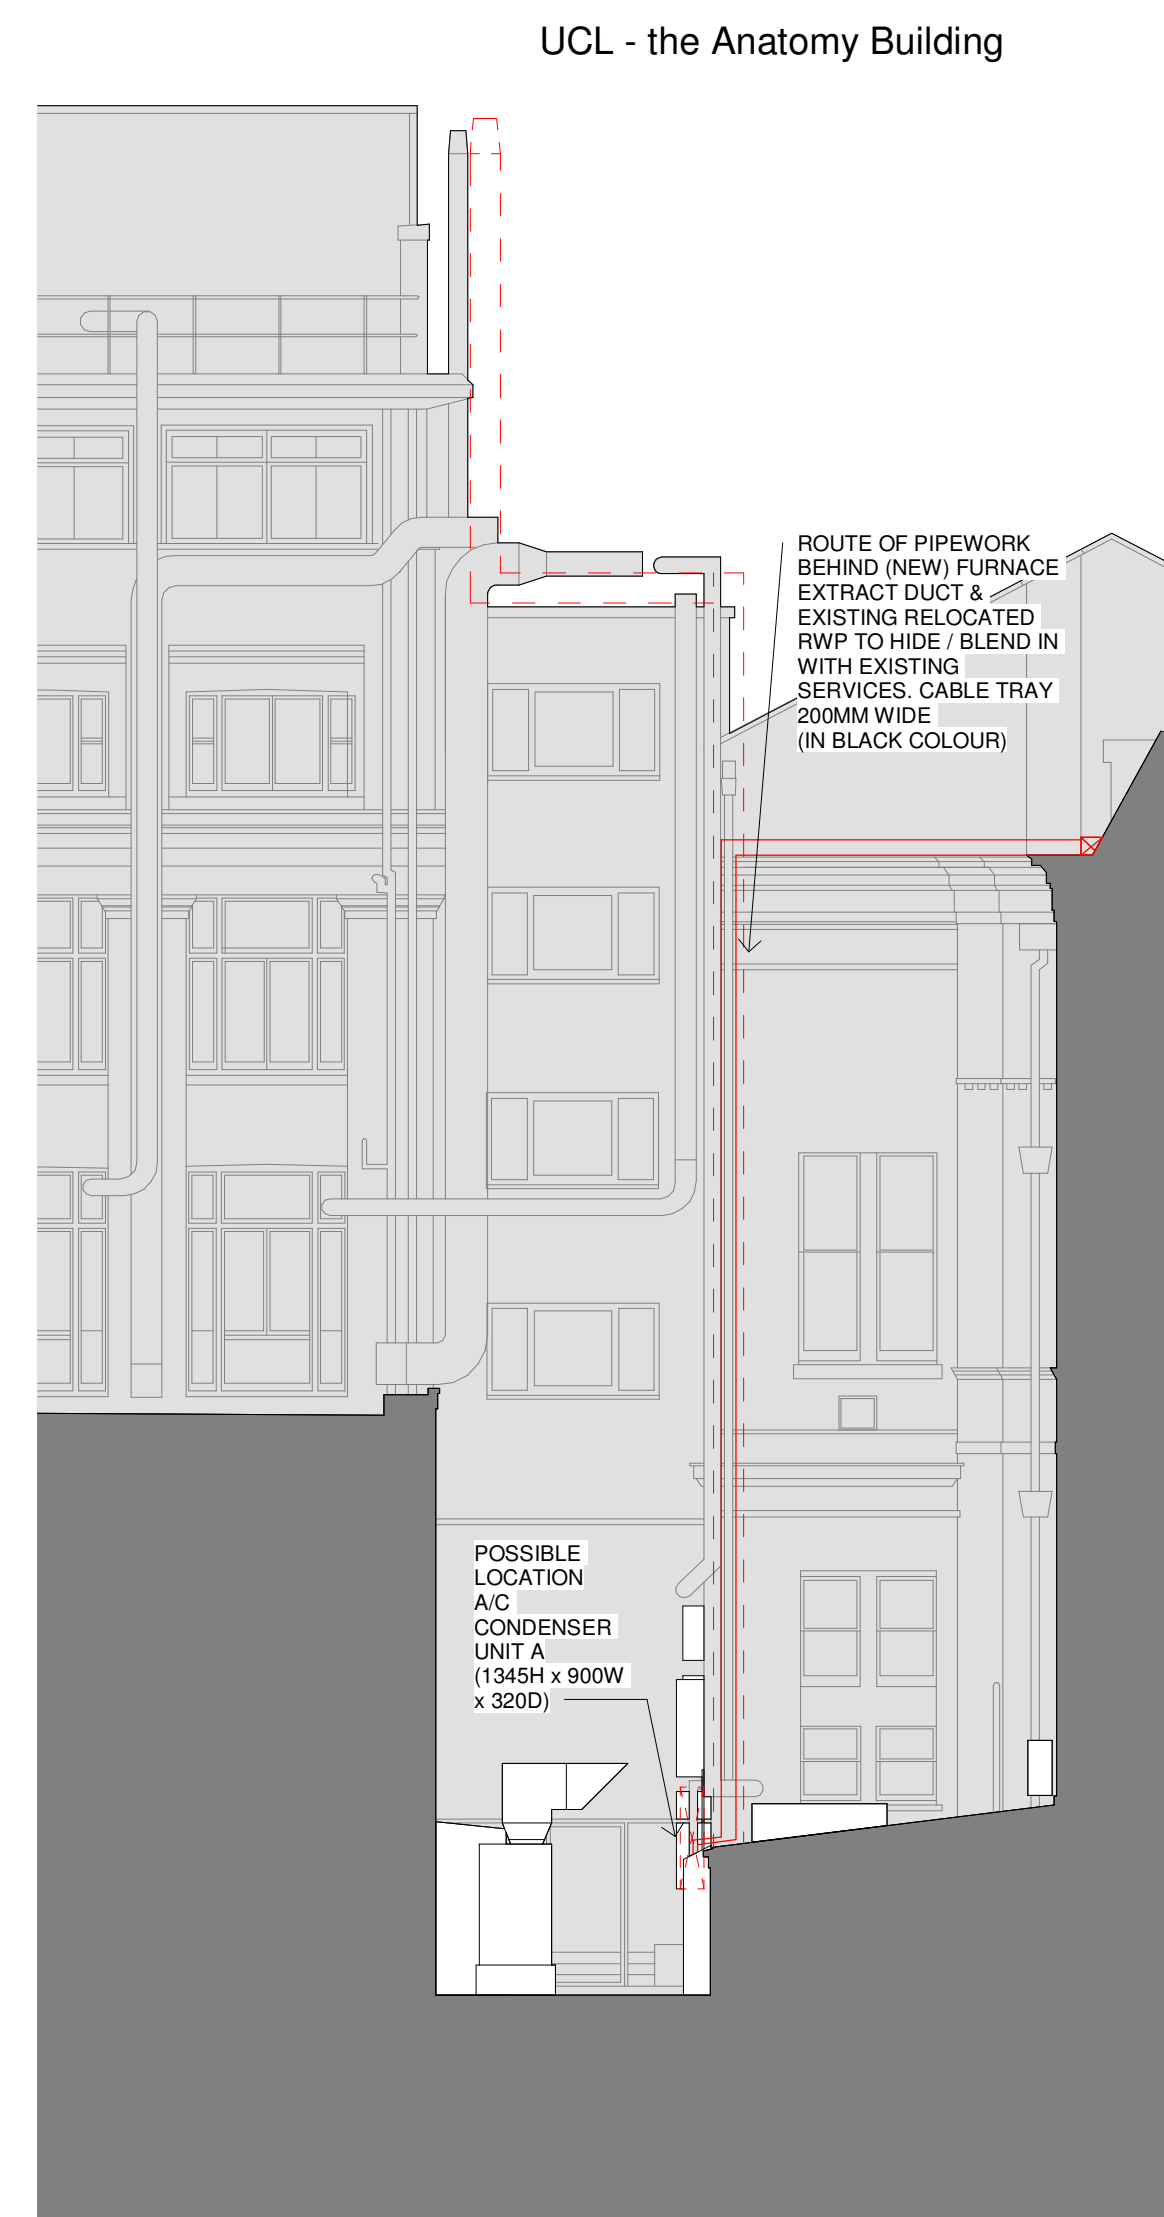 UCL - the Anatomy Building
ROUTE OF PIPEWORK
BEHIND (NEW) FURNACE
EXTRACT DUCT &
EXISTING RELOCATED
RWP TO HIDE / BLEND IN
WITH EXISTING
SERVICES. CABLE TRAY
200MM WIDE
(IN BLACK COLOUR)
POSSIBLE
LOCATION
A/C
CONDENSER
UNIT A
(1345H x 900W
x 320D)